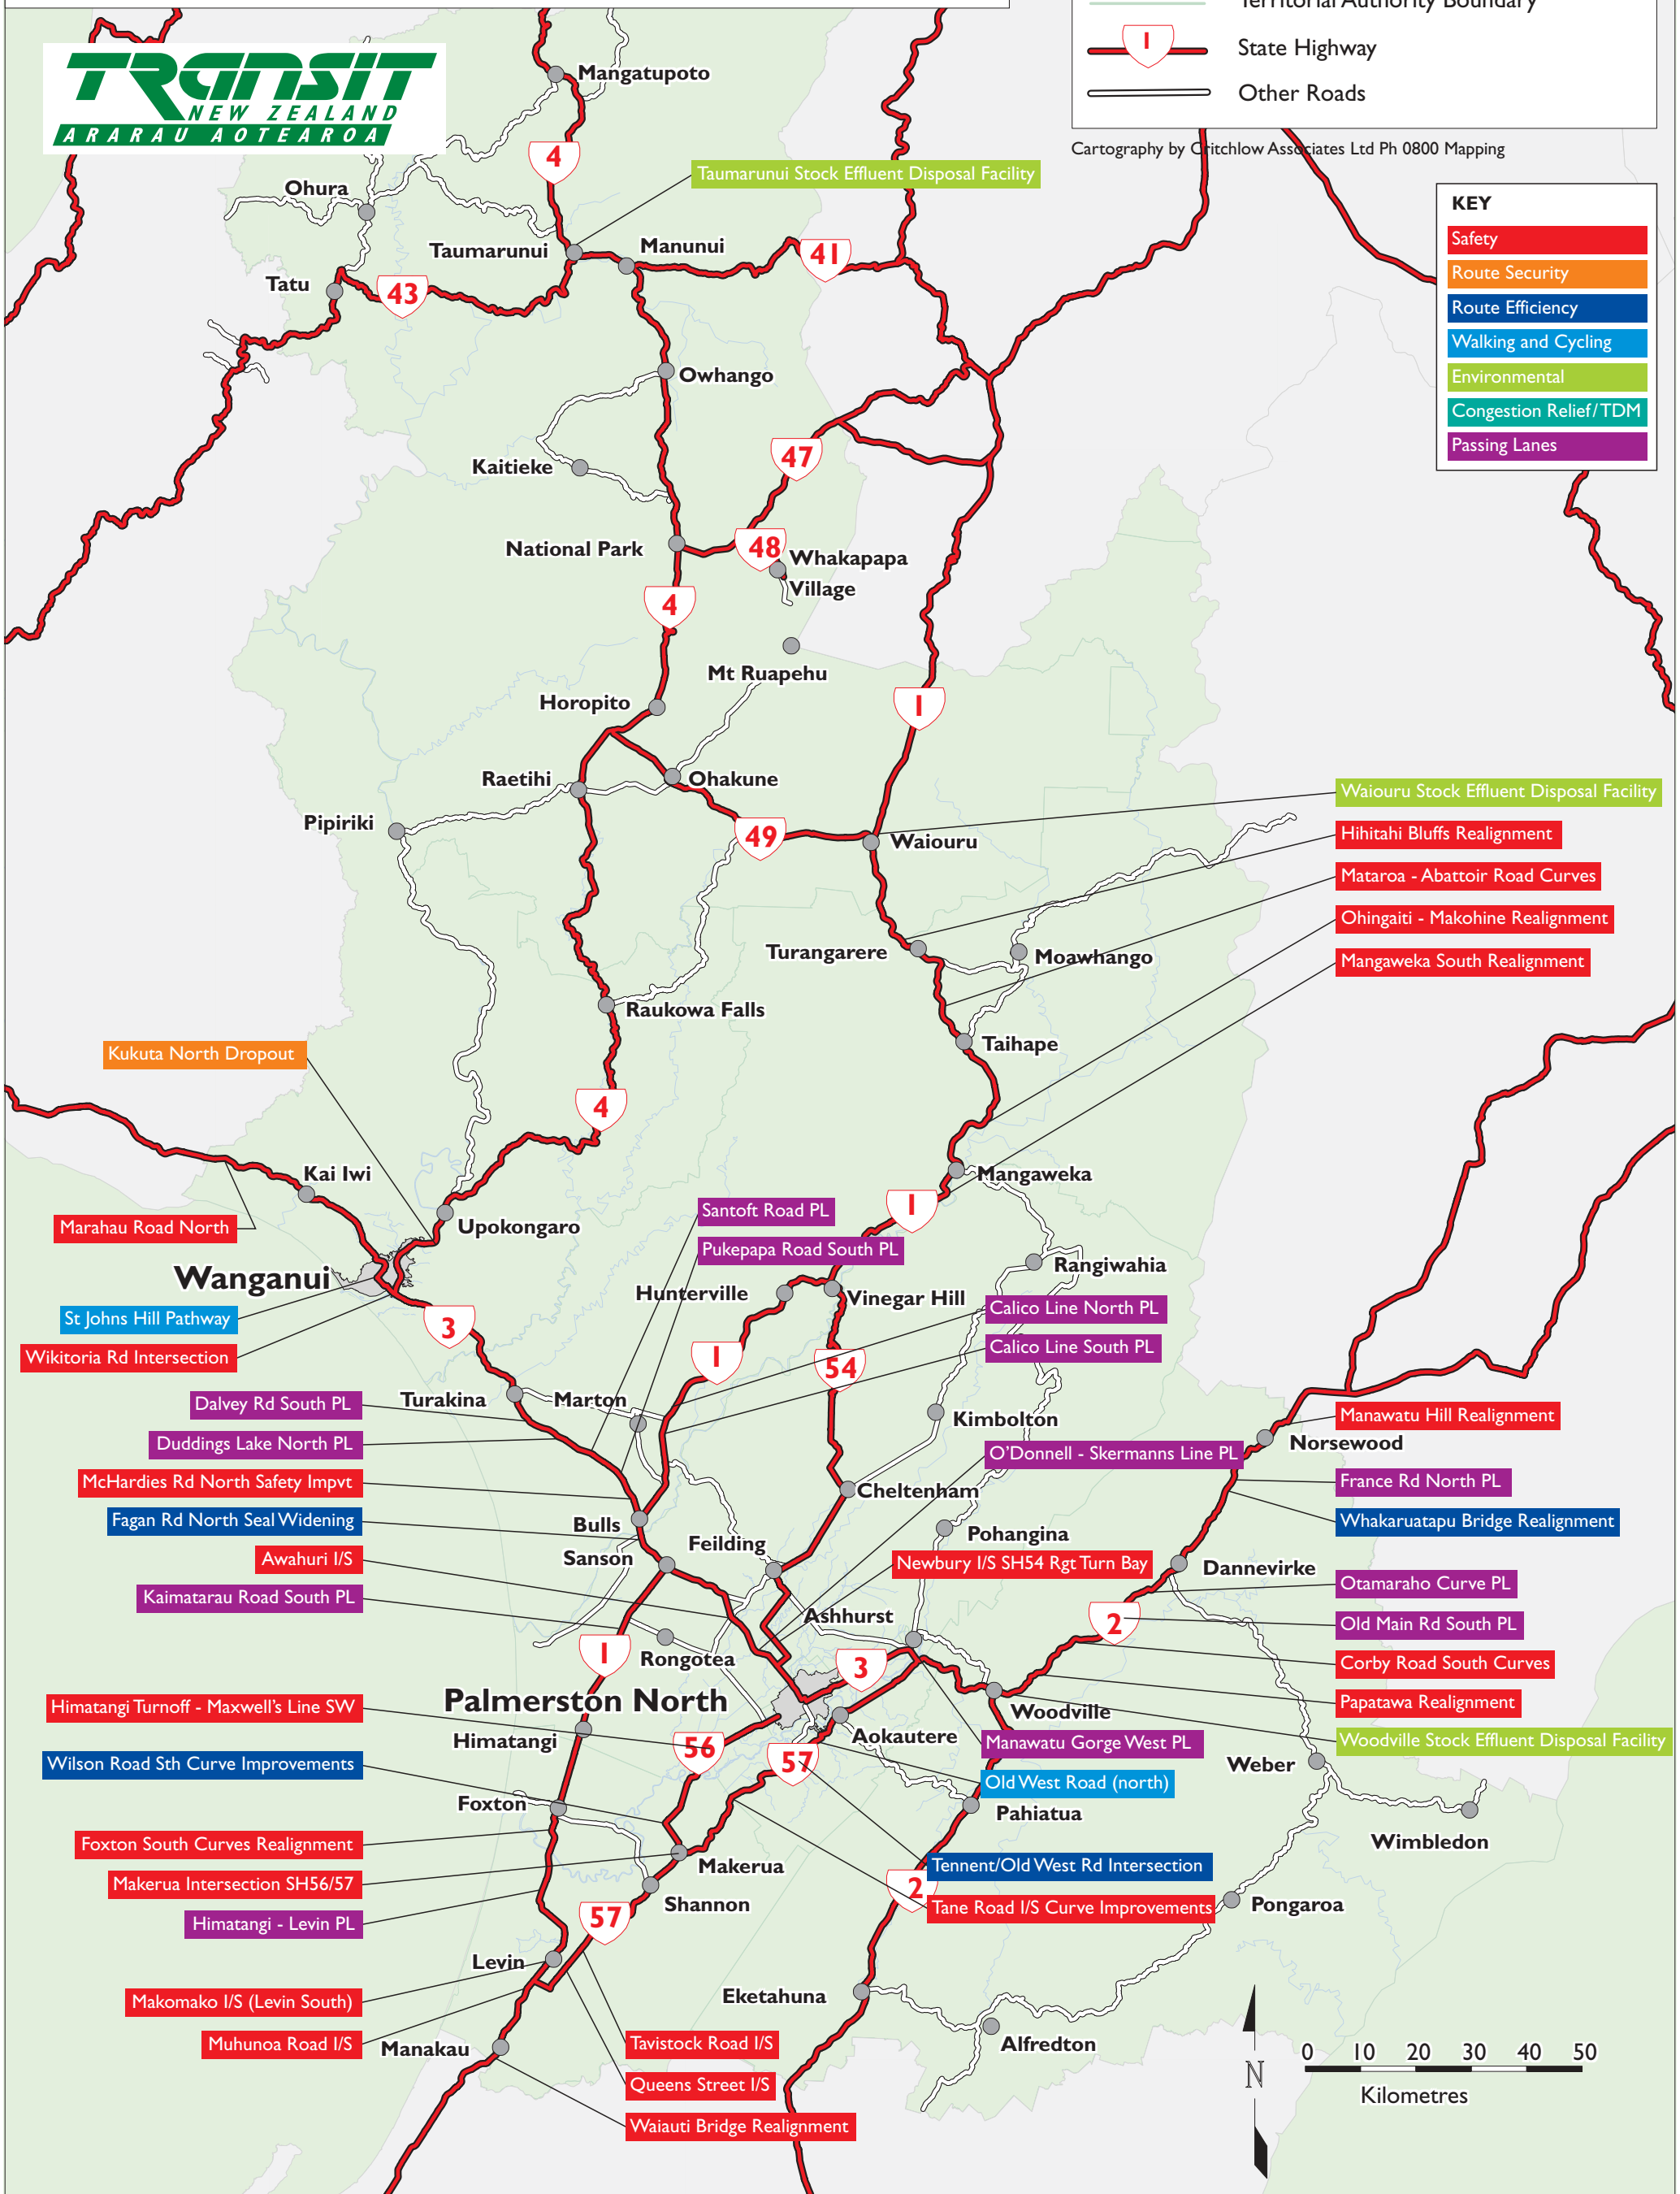 Territorial Authority Boundary
1
State Highway
Other Roads
Cartography by Critchlow Associates Ltd Ph 0800 Mapping
TRANSIT
NEW ZEALAND
ARARAU AOTEAROA
KEY
Safety
Route Security
Route Efficiency
Walking and Cycling
Environmental
Congestion Relief/TDM
Passing Lanes
Mangatupoto
4
Taumarunui Stock Effluent Disposal Facility
Ohura
Taumarunui
Manunui
41
Tatu
43
Owhango
47
Kaitieke
National Park
48
Whakapapa
Village
4
Mt Ruapehu
Horopito
1
Raetihi
Ohakune
Waiouru Stock Effluent Disposal Facility
Pipiriki
49
Waiouru
Hihitahi Bluffs Realignment
Mataroa - Abattoir Road Curves
Ohingaiti - Makohine Realignment
Turangarere
Moawhango
Mangaweka South Realignment
Raukowa Falls
Taihape
Kukuta North Dropout
4
Kai Iwi
Mangaweka
Marahau Road North
Upokongaro
Santoft Road PL
1
Pukepapa Road South PL
Wanganui
Rangiwahia
Hunterville
Vinegar Hill
St Johns Hill Pathway
3
Calico Line North PL
Wikitoria Rd Intersection
1
54
Calico Line South PL
Dalvey Rd South PL
Turakina
Marton
Kimbolton
Manawatu Hill Realignment
Duddings Lake North PL
Norsewood
McHardies Rd North Safety Impvt
O'Donnell - Skermanns Line PL
France Rd North PL
Cheltenham
Fagan Rd North Seal Widening
Bulls
Pohangina
Whakaruatapu Bridge Realignment
Awahuri I/S
Sanson
Feilding
Newbury I/S SH54 Rgt Turn Bay
Dannevirke
Kaimatarau Road South PL
Otamaraho Curve PL
Ashhurst
2
Old Main Rd South PL
1
Rongotea
3
Corby Road South Curves
Palmerston North
Papatawa Realignment
Himatangi Turnoff - Maxwell's Line SW
Woodville
Himatangi
56
Aokautere
Manawatu Gorge West PL
Woodville Stock Effluent Disposal Facility
Wilson Road Sth Curve Improvements
57
Weber
Old West Road (north)
Foxton
Pahiatua
Foxton South Curves Realignment
Wimbledon
Makerua
Tennent/Old West Rd Intersection
Makerua Intersection SH56/57
2
Shannon
Tane Road I/S Curve Improvements
Pongaroa
Himatangi - Levin PL
57
Levin
Eketahuna
Makomako I/S (Levin South)
Muhunoa Road I/S
Manakau
Tavistock Road I/S
Alfredton
Queens Street I/S
Waiauti Bridge Realignment
N
0 10 20 30 40 50
Kilometres